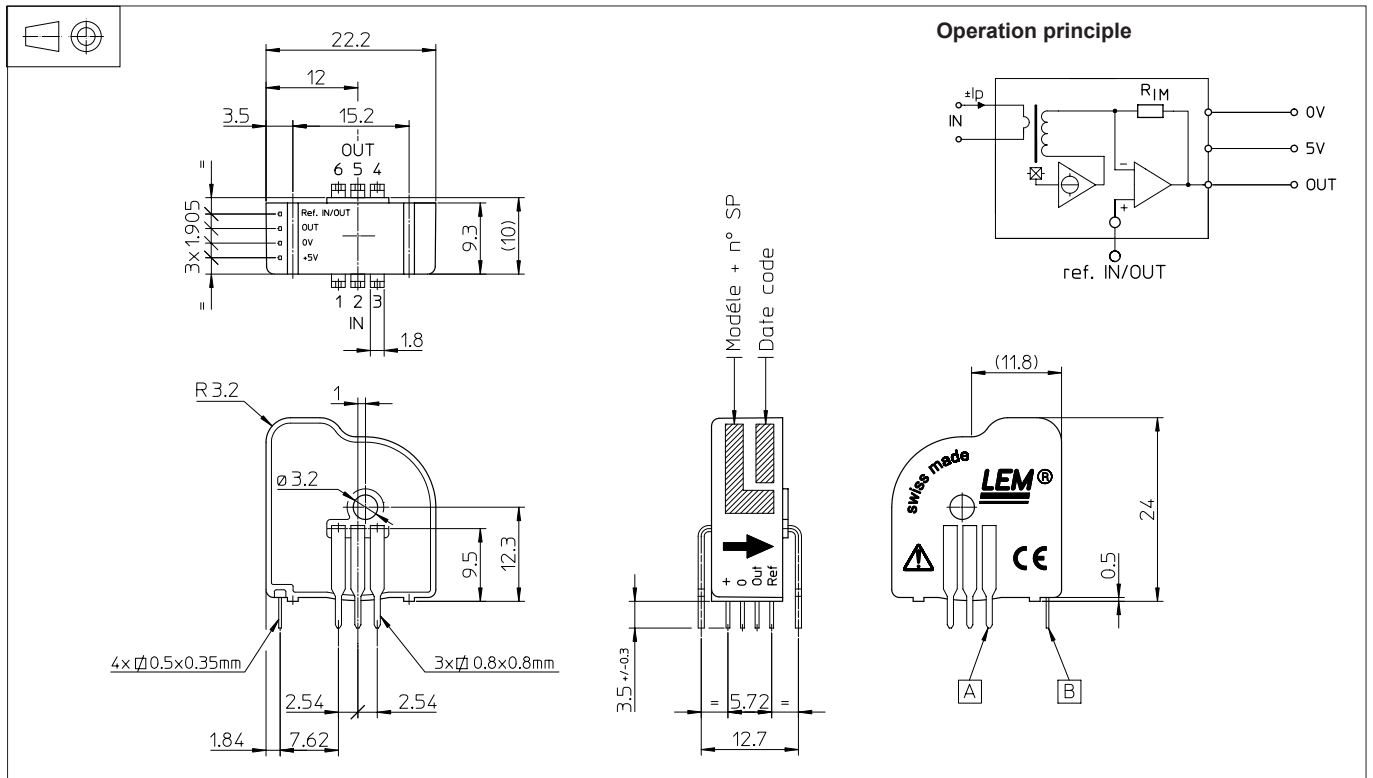 Operation principle
22.2
12
3.5
15.2
OUT
6 5 4
=
3x 1.905
=
Ref. IN/OUT
OUT
0V
+5V
9.3
(10)
1 2 3
IN
1.8
±Ip
IN
RIM
0V
5V
OUT
-
+
ref. IN/OUT
R3.2
1
ø3.2
9.5
12.3
4x 0.5x0.35mm
3x 0.8x0.8mm
2.54
2.54
1.84
7.62
Modéle + n° SP
Date code
+
0
Out
Ref
3.5 +/-0.3
= 5.72 =
12.7
(11.8)
swiss made
LEM®
CE
24
0.5
A
B